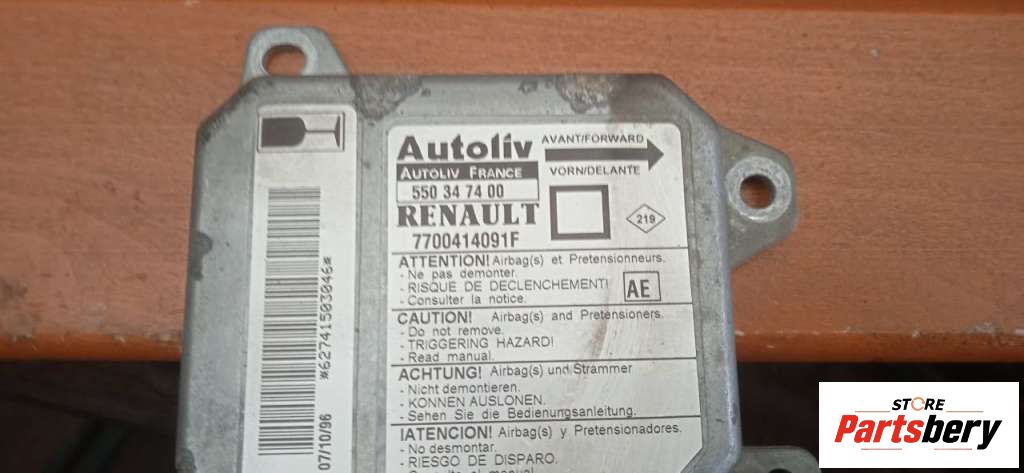 Autoliv
AUTOLIV FRANCE
550 34 74 00
RENAULT
7700414091F
AVANT/FORWARD
VORN/DELANTE
219
ATTENTION! Airbag(s) et Pretensionneurs.
- Ne pas demonter.
- RISQUE DE DECLENCHEMENT!
- Consulter la notice.
AE
CAUTION! Airbag(s) and Pretensioners.
- Do not remove.
- TRIGGERING HAZARD!
- Read manual.
ACHTUNG! Airbag(s) und Strammer
- Nicht demontieren.
- KONNEN AUSLONEN.
- Sehen Sie die Bedienungsanleitung.
!ATENCION! Airbag(s) y Pretensionadores.
- No desmontar.
- RIESGO DE DISPARO.
*62741503046*
07/10/96
STORE
Partsbery